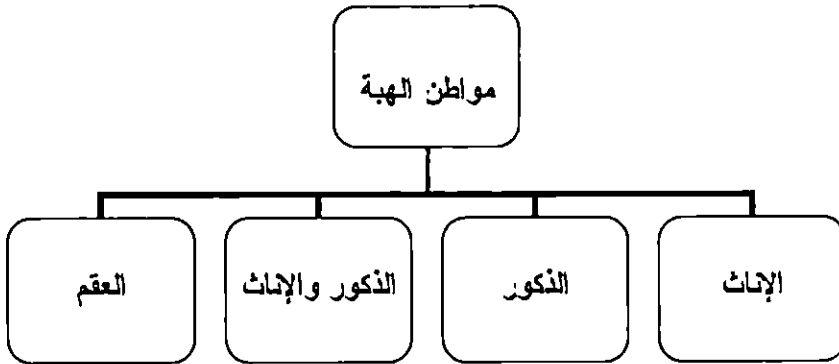 مواطن الهبة
الإناث
الذكور
الذكور والإناث
العقم